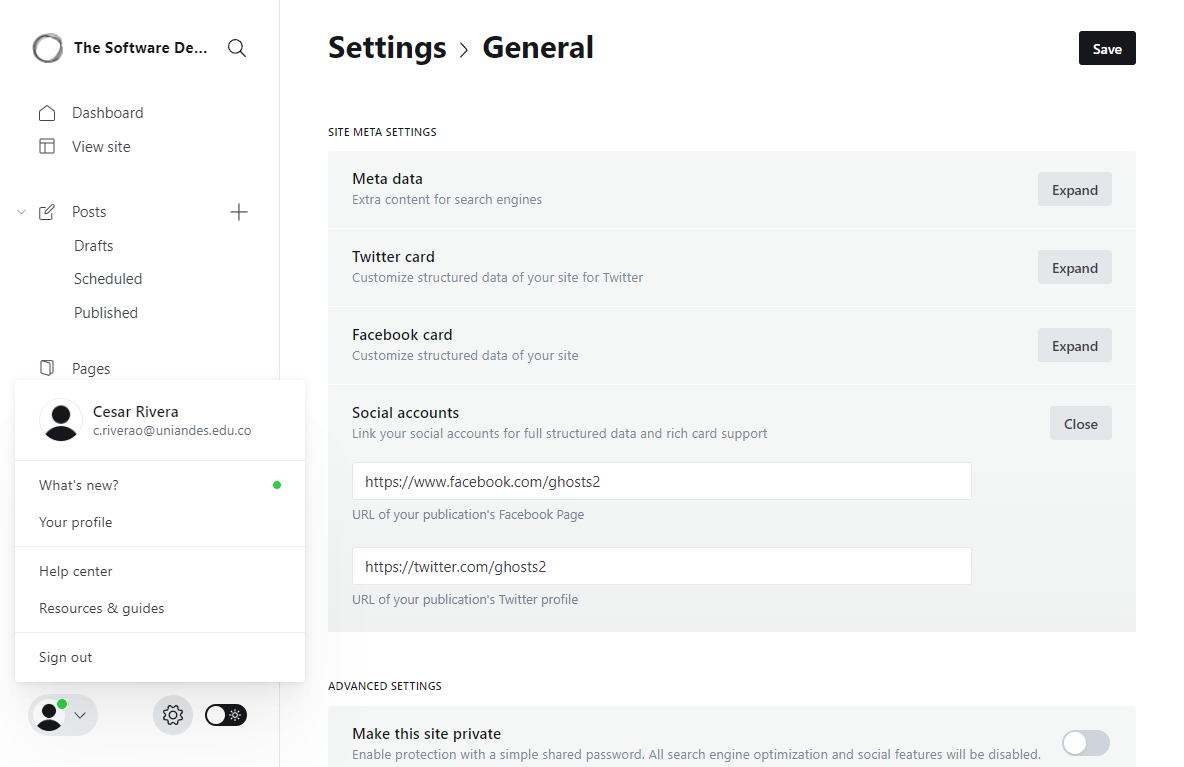 The Software De...
Dashboard
View site
Posts
Drafts
Scheduled
Published
Pages
Cesar Rivera
c.riverao@uniandes.edu.co
What's new?
Your profile
Help center
Resources & guides
Sign out
Settings > General
Save
SITE META SETTINGS
Meta data
Extra content for search engines
Expand
Twitter card
Customize structured data of your site for Twitter
Expand
Facebook card
Customize structured data of your site
Expand
Social accounts
Link your social accounts for full structured data and rich card support
Close
https://www.facebook.com/ghosts2
URL of your publication's Facebook Page
https://twitter.com/ghosts2
URL of your publication's Twitter profile
ADVANCED SETTINGS
Make this site private
Enable protection with a simple shared password. All search engine optimization and social features will be disabled.